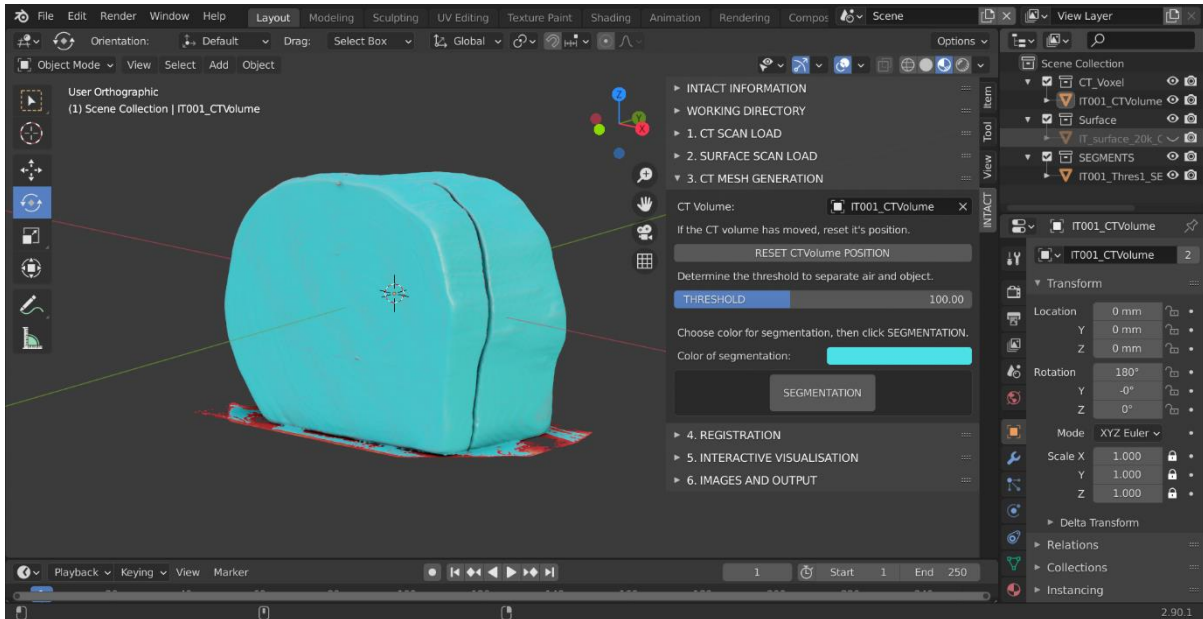 File Edit Render Window Help Layout Modeling Sculpting UV Editing Texture Paint Shading Animation Rendering Compos Scene View Layer
Orientation: Default Drag: Select Box Global Options
Object Mode View Select Add Object
User Orthographic
(1) Scene Collection | IT001_CTVolume
Z
Y
X
INTACT INFORMATION
WORKING DIRECTORY
1. CT SCAN LOAD
2. SURFACE SCAN LOAD
3. CT MESH GENERATION
CT Volume: IT001_CTVolume
If the CT volume has moved, reset it's position.
RESET CTVolume POSITION
Determine the threshold to separate air and object.
THRESHOLD 100.00
Choose color for segmentation, then click SEGMENTATION.
Color of segmentation:
SEGMENTATION
4. REGISTRATION
5. INTERACTIVE VISUALISATION
6. IMAGES AND OUTPUT
Item
Tool
View
INTACT
Scene Collection
CT_Voxel
IT001_CTVolume
Surface
IT_surface_20k_
SEGMENTS
IT001_Thres1_SE
IT001_CTVolume
IT001_CTVolume 2
Transform
Location 0 mm
Y 0 mm
Z 0 mm
Rotation 180°
Y -0°
Z 0°
Mode XYZ Euler
Scale X 1.000
Y 1.000
Z 1.000
Delta Transform
Relations
Collections
Instancing
Playback Keying View Marker 1 Start 1 End 250
2.90.1